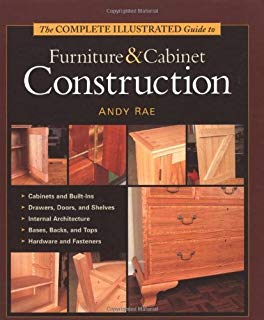 The COMPLETE ILLUSTRATED Guide to
Furniture & Cabinet
Construction
ANDY RAE
Cabinets and Built-Ins
Drawers, Doors, and Shelves
Internal Architecture
Bases, Backs, and Tops
Hardware and Fasteners